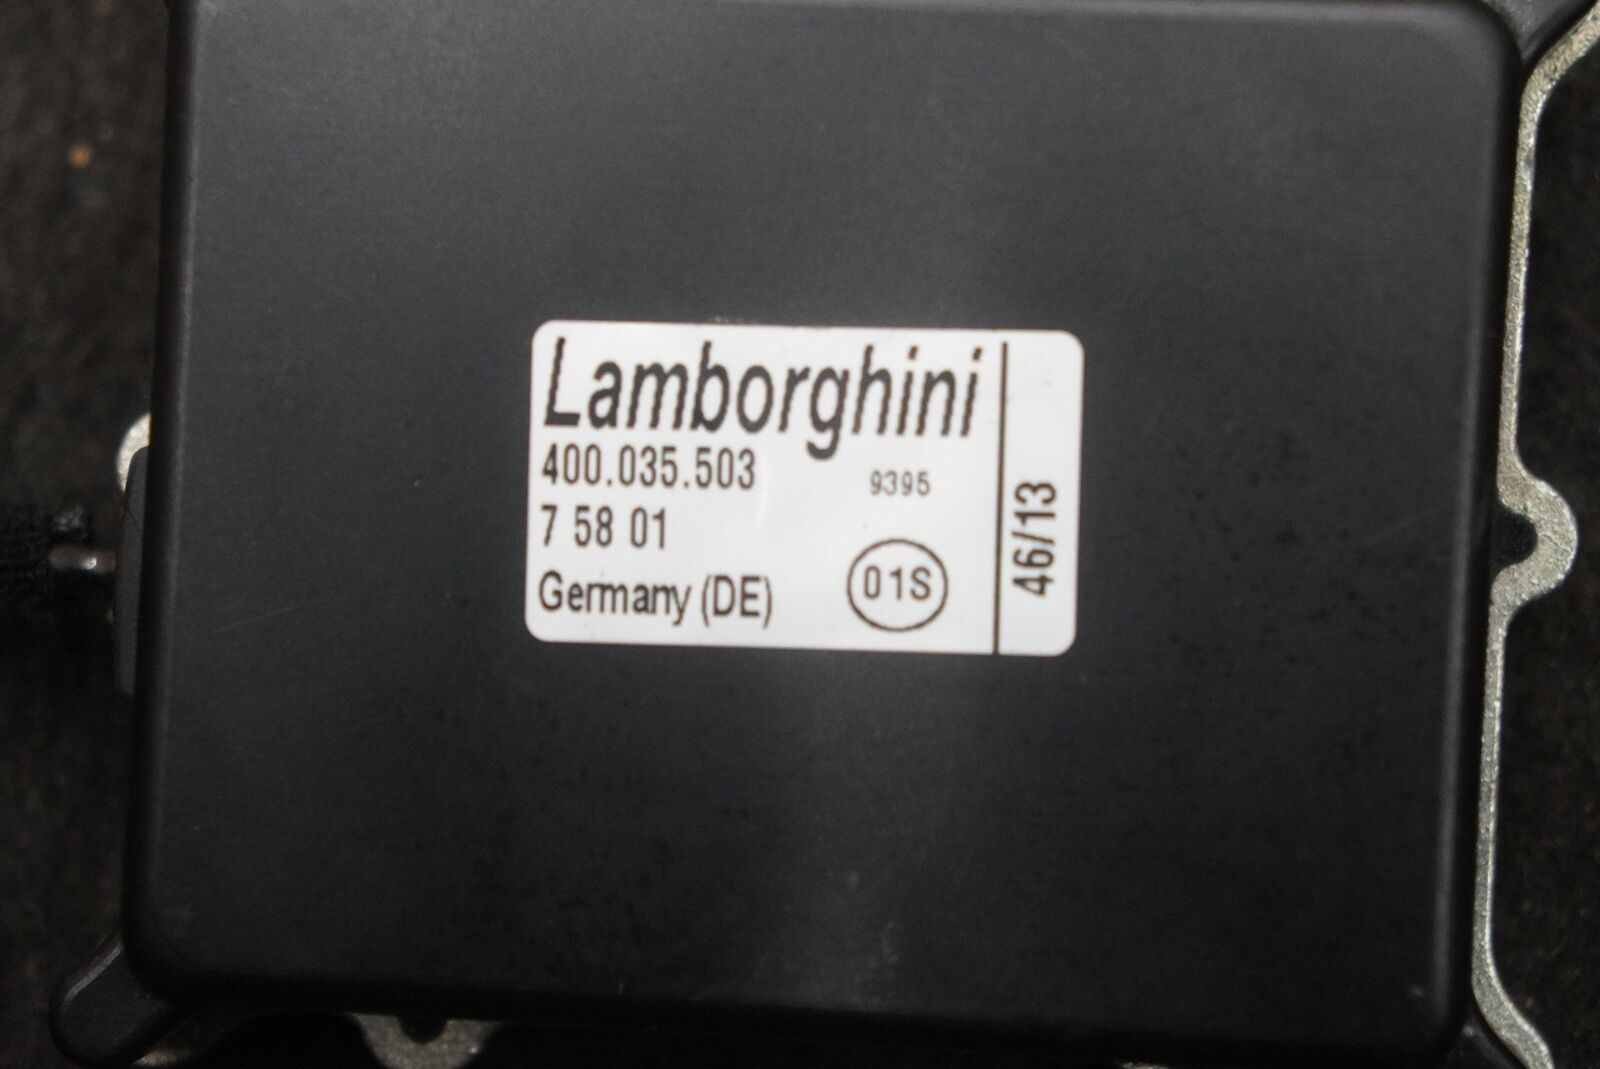 Lamborghini
400.035.503
9395
7 58 01
Germany (DE)
01S
46/13